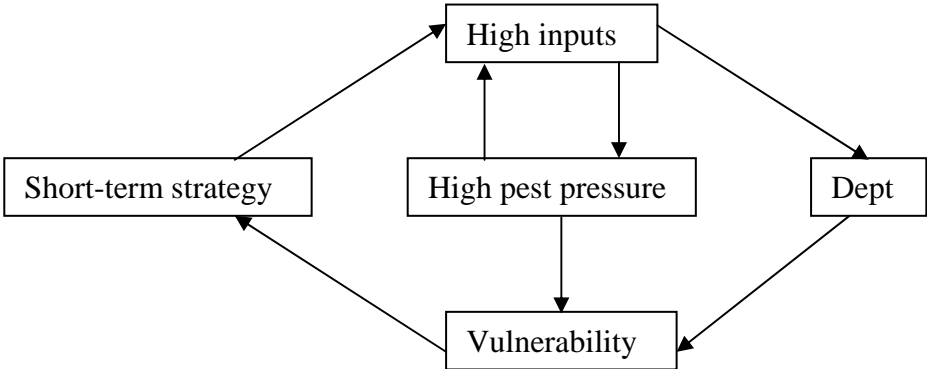 High inputs
Short-term strategy
High pest pressure
Dept
Vulnerability